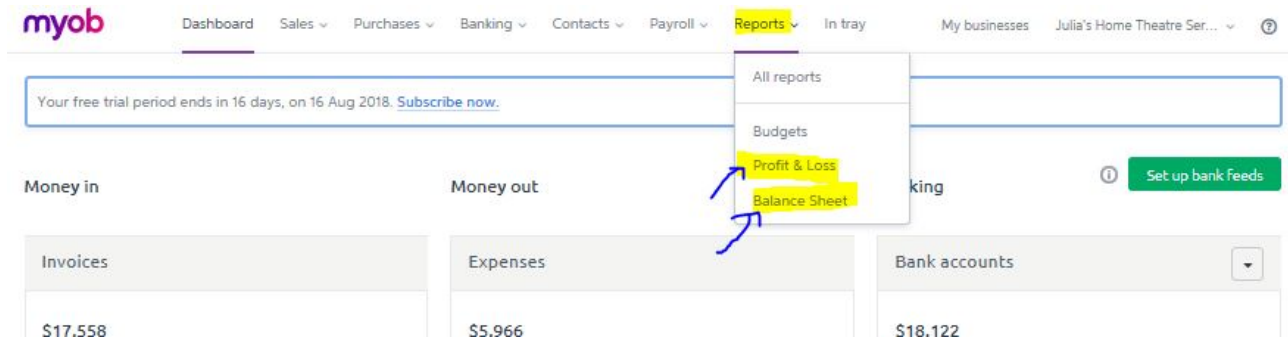 myob Dashboard Sales Purchases Banking Contacts Payroll Reports In tray My businesses Julia's Home Theatre Ser... ?
All reports
Your free trial period ends in 16 days, on 16 Aug 2018. Subscribe now.
Budgets
Profit & Loss
Balance Sheet
Money in
Money out
king
i
Set up bank feeds
Invoices
Expenses
Bank accounts
$17,558
$5,966
$18,122